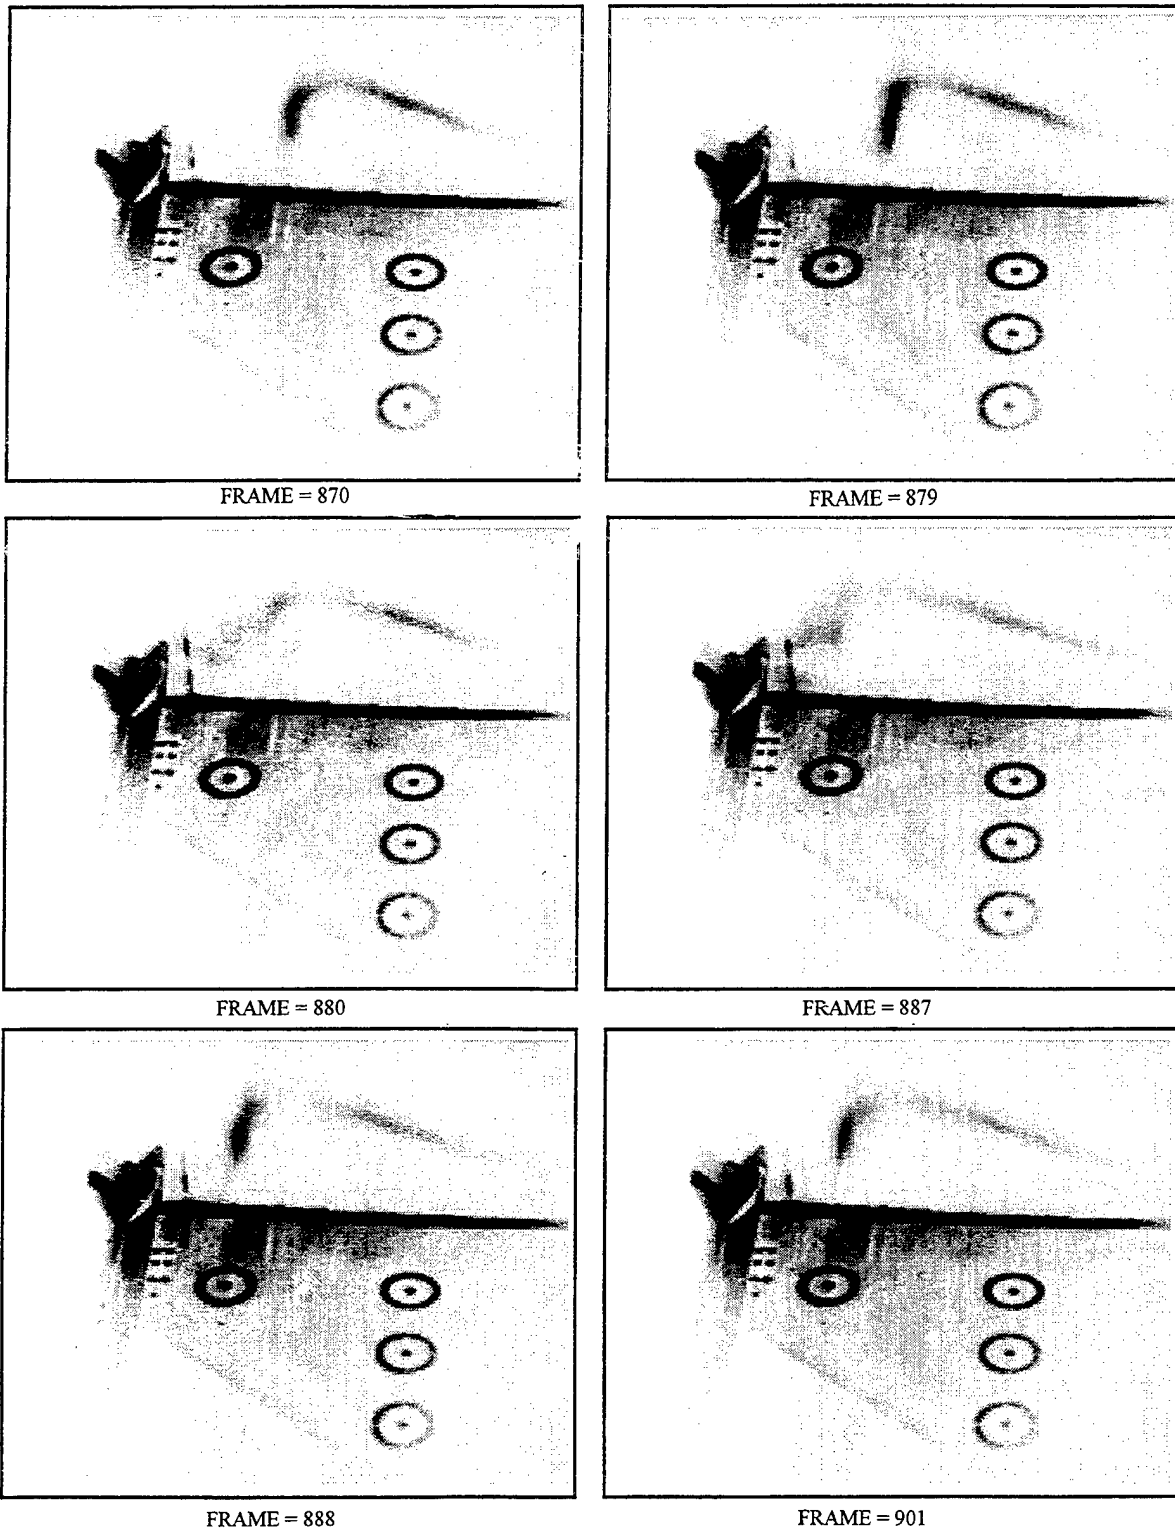 FRAME = 870
FRAME = 879
FRAME = 880
FRAME = 887
FRAME = 888
FRAME = 901